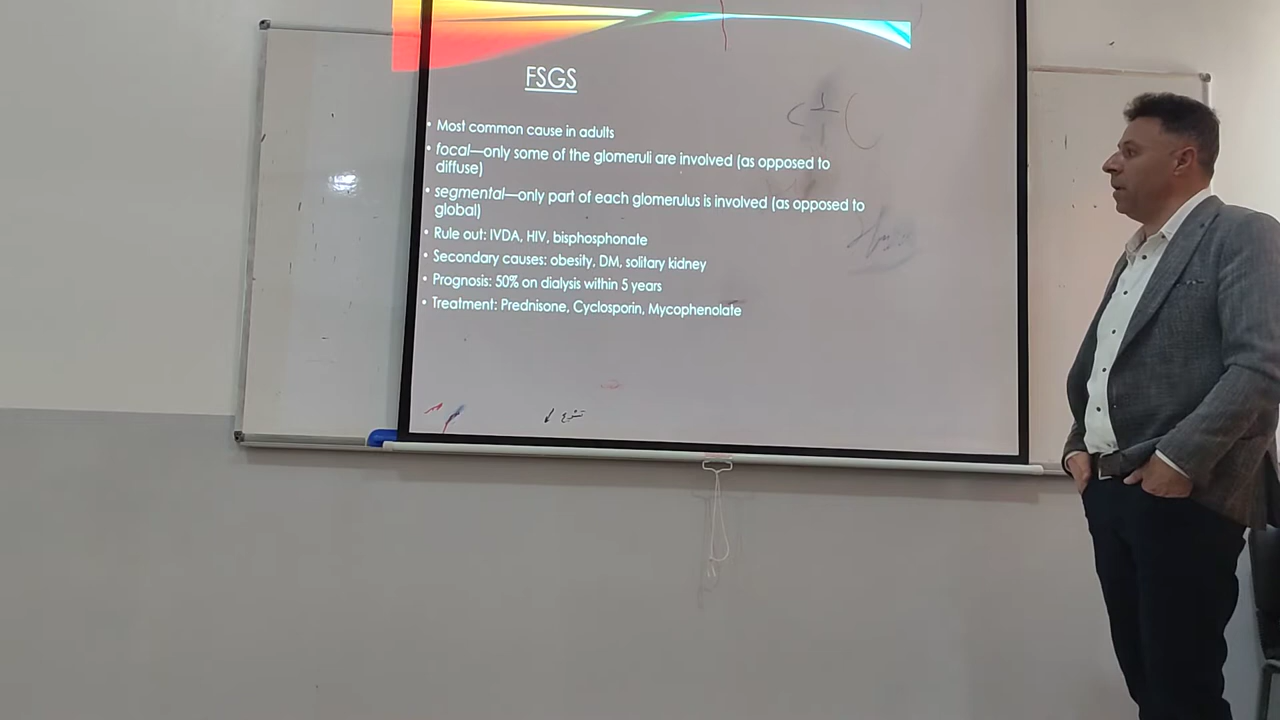 FSGS
• Most common cause in adults
• focal—only some of the glomeruli are involved (as opposed to
diffuse)
• segmental—only part of each glomerulus is involved (as opposed to
global)
• Rule out: IVDA, HIV, bisphosphonate
• Secondary causes: obesity, DM, solitary kidney
• Prognosis: 50% on dialysis within 5 years
• Treatment: Prednisone, Cyclosporin, Mycophenolate